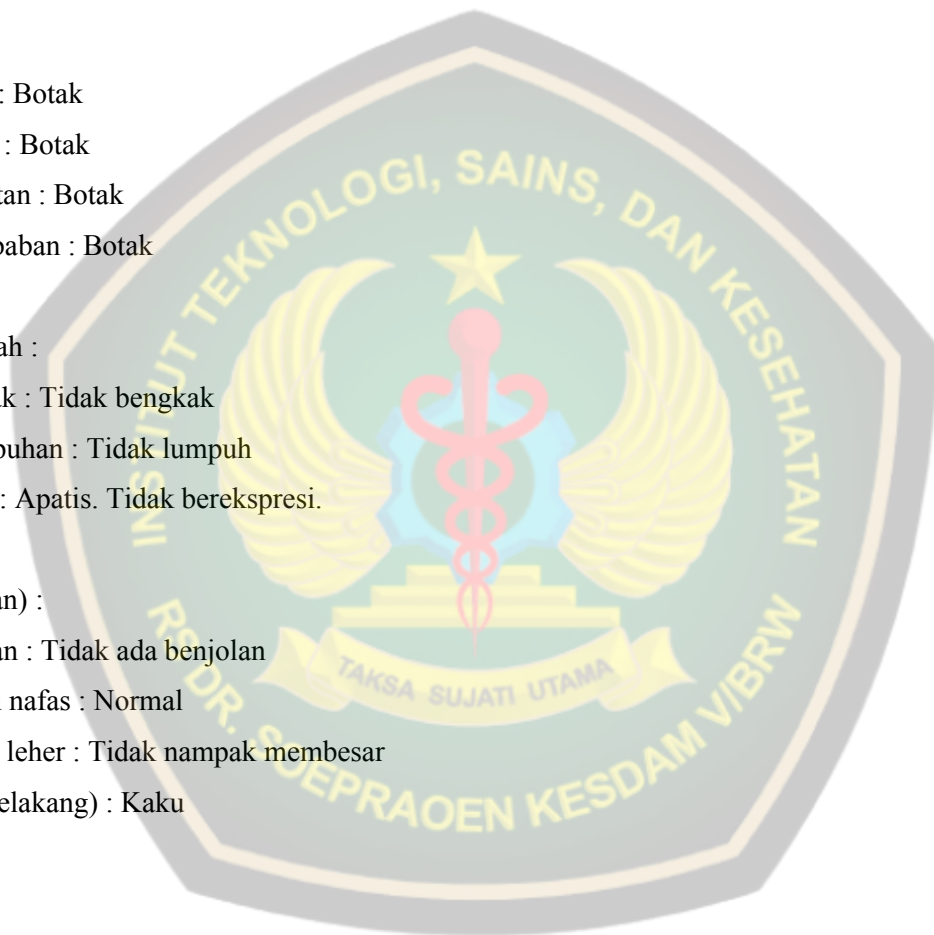 : Botak
: Botak
tan : Botak
baban : Botak
ah :
ak : Tidak bengkak
puhan : Tidak lumpuh
: Apatis. Tidak berekspresi.
an) :
an : Tidak ada benjolan
n nafas : Normal
leher : Tidak nampak membesar
elakang) : Kaku
INSTITUT TEKNOLOGI, SAINS, DAN KESEHATAN
TAKSA SUJATI UTAMA
RS DR. SOEPRAOEN KESDAM V/BRW